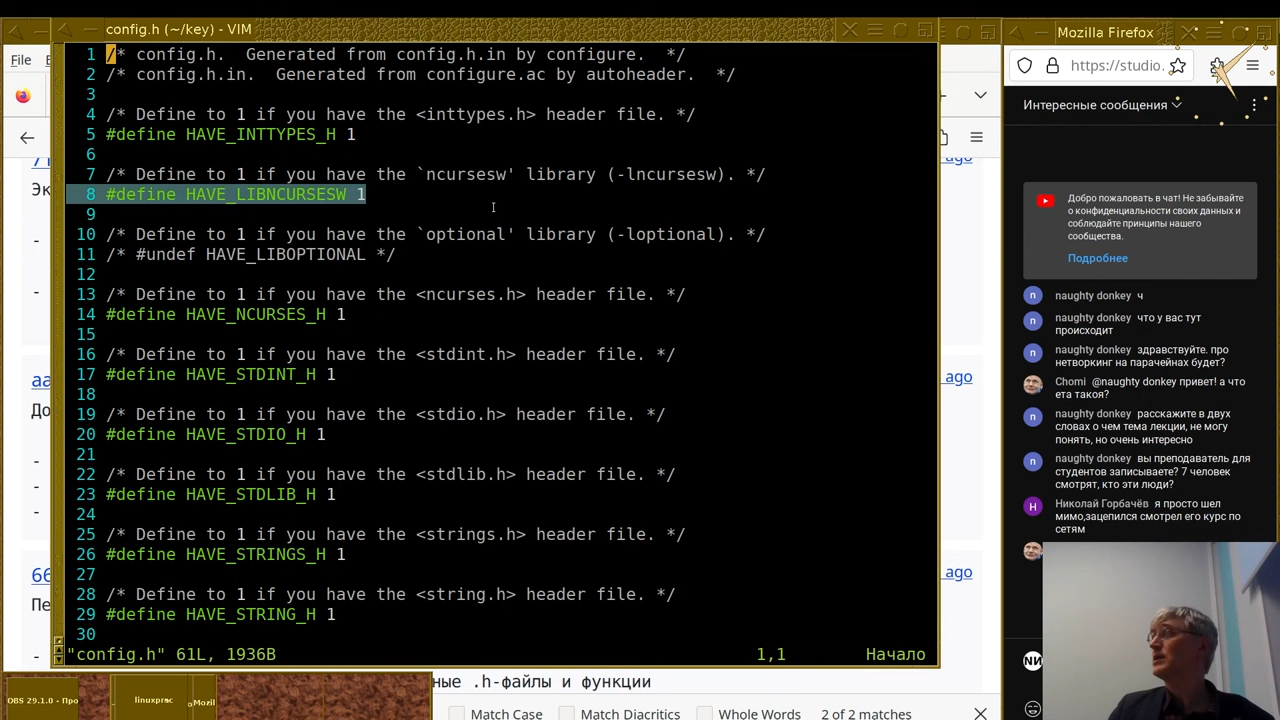 config.h (~/key) - VIM
Mozilla Firefox
File
https://studio.
1 /* config.h.  Generated from config.h.in by configure.  */
2 /* config.h.in.  Generated from configure.ac by autoheader.  */
3
4 /* Define to 1 if you have the <inttypes.h> header file. */
5 #define HAVE_INTTYPES_H 1
6
7 /* Define to 1 if you have the `ncursesw' library (-lncursesw). */
8 #define HAVE_LIBNCURSESW 1
9
10 /* Define to 1 if you have the `optional' library (-loptional). */
11 /* #undef HAVE_LIBOPTIONAL */
12
13 /* Define to 1 if you have the <ncurses.h> header file. */
14 #define HAVE_NCURSES_H 1
15
16 /* Define to 1 if you have the <stdint.h> header file. */
17 #define HAVE_STDINT_H 1
18
19 /* Define to 1 if you have the <stdio.h> header file. */
20 #define HAVE_STDIO_H 1
21
22 /* Define to 1 if you have the <stdlib.h> header file. */
23 #define HAVE_STDLIB_H 1
24
25 /* Define to 1 if you have the <strings.h> header file. */
26 #define HAVE_STRINGS_H 1
27
28 /* Define to 1 if you have the <string.h> header file. */
29 #define HAVE_STRING_H 1
30
"config.h" 61L, 1936B 1,1 Начало
Эк
-
-
aa
До
-
-
-
66
Пе
-
ago
ago
ные .h-файлы и функции
Match Case Match Diacritics Whole Words 2 of 2 matches
DBS 29.1.0 - Про
linuxprac
Mozil
Интересные сообщения
Добро пожаловать в чат! Не забывайте
о конфиденциальности своих данных и
соблюдайте принципы нашего
сообщества.
Подробнее
n naughty donkey ч
n naughty donkey что у вас тут
происходит
n naughty donkey здравствуйте. про
нетворкинг на парачейнах будет?
Chomi @naughty donkey привет! а что
ета такоя?
n naughty donkey расскажите в двух
словах о чем тема лекции, не могу
понять, но очень интересно
n naughty donkey вы преподаватель для
студентов записываете? 7 человек
смотрят, кто эти люди?
Н Николай Горбачёв я просто шел
мимо,зацепился смотрел его курс по
сетям